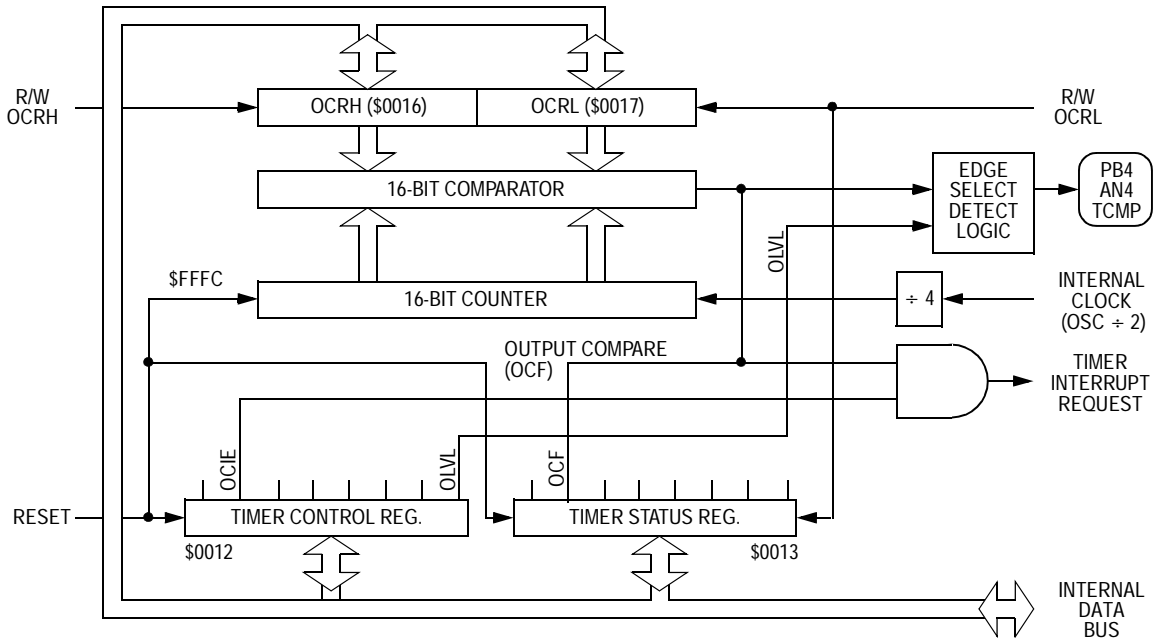 R/W
OCRH
OCRH ($0016)
OCRL ($0017)
R/W
OCRL
16-BIT COMPARATOR
EDGE
SELECT
DETECT
LOGIC
PB4
AN4
TCMP
OLVL
$FFFC
16-BIT COUNTER
÷ 4
INTERNAL
CLOCK
(OSC ÷ 2)
OUTPUT COMPARE
(OCF)
TIMER
INTERRUPT
REQUEST
OCIE
OLVL
OCF
RESET
TIMER CONTROL REG.
TIMER STATUS REG.
$0012
$0013
INTERNAL
DATA
BUS